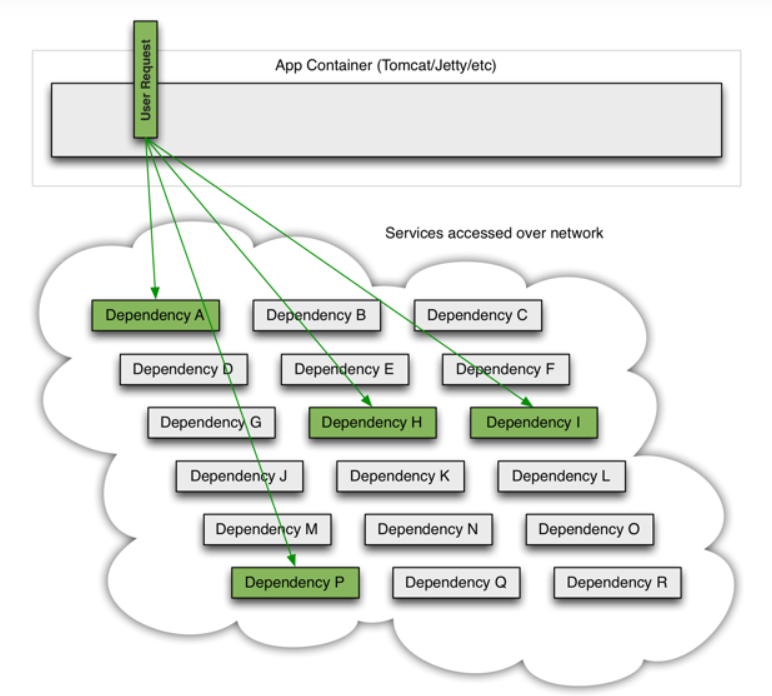 User Request
App Container (Tomcat/Jetty/etc)
Services accessed over network
Dependency A
Dependency B
Dependency C
Dependency D
Dependency E
Dependency F
Dependency G
Dependency H
Dependency I
Dependency J
Dependency K
Dependency L
Dependency M
Dependency N
Dependency O
Dependency P
Dependency Q
Dependency R